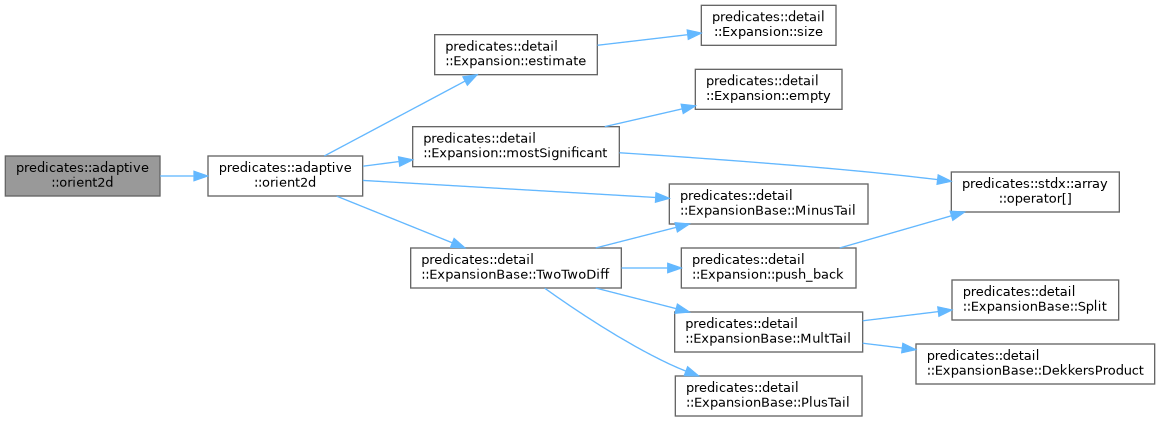 predicates::adaptive
::orient2d
predicates::adaptive
::orient2d
predicates::detail
::Expansion::estimate
predicates::detail
::Expansion::size
predicates::detail
::Expansion::mostSignificant
predicates::detail
::Expansion::empty
predicates::stdx::array
::operator[]
predicates::detail
::ExpansionBase::MinusTail
predicates::detail
::ExpansionBase::TwoTwoDiff
predicates::detail
::Expansion::push_back
predicates::detail
::ExpansionBase::MultTail
predicates::detail
::ExpansionBase::Split
predicates::detail
::ExpansionBase::DekkersProduct
predicates::detail
::ExpansionBase::PlusTail